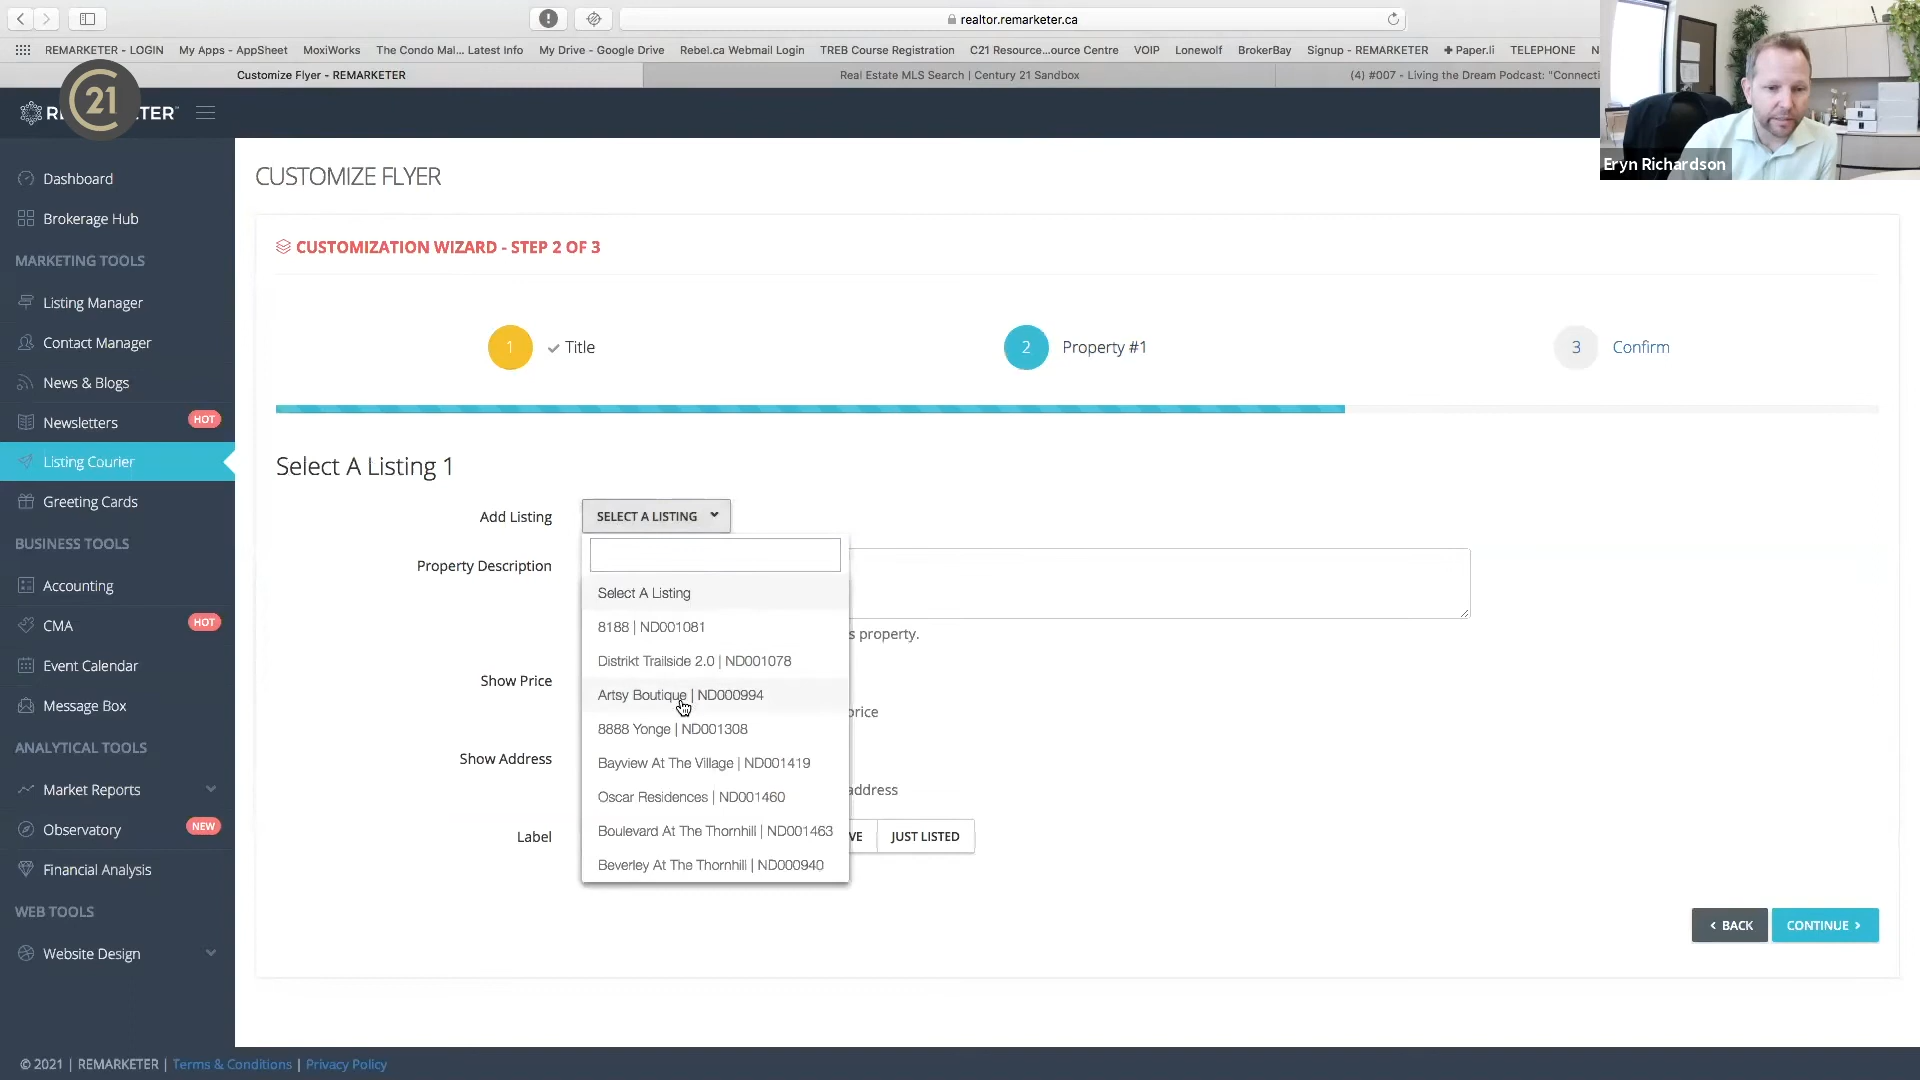 realtor.remarketer.ca
REMARKETER - LOGIN My Apps - AppSheet MoxiWorks The Condo Mal... Latest Info My Drive - Google Drive Rebel.ca Webmail Login TREB Course Registration C21 Resource...ource Centre VOIP Lonewolf BrokerBay Signup - REMARKETER Paper.li TELEPHONE
Customize Flyer - REMARKETER Real Estate MLS Search | Century 21 Sandbox (4) #007 - Living the Dream Podcast: "Connecti
C21
TER
Eryn Richardson
Dashboard
Brokerage Hub
MARKETING TOOLS
Listing Manager
Contact Manager
News & Blogs
Newsletters HOT
Listing Courier
Greeting Cards
BUSINESS TOOLS
Accounting
CMA HOT
Event Calendar
Message Box
ANALYTICAL TOOLS
Market Reports
Observatory NEW
Financial Analysis
WEB TOOLS
Website Design
CUSTOMIZE FLYER
CUSTOMIZATION WIZARD - STEP 2 OF 3
1 Title 2 Property #1 3 Confirm
Select A Listing 1
Add Listing SELECT A LISTING
Property Description
Select A Listing
8188 | ND001081
s property.
Distrikt Trailside 2.0 | ND001078
Show Price
Artsy Boutique | ND000994
price
8888 Yonge | ND001308
Show Address
Bayview At The Village | ND001419
address
Oscar Residences | ND001460
Boulevard At The Thornhill | ND001463
Label VE JUST LISTED
Beverley At The Thornhill | ND000940
BACK CONTINUE
© 2021 | REMARKETER | Terms & Conditions | Privacy Policy